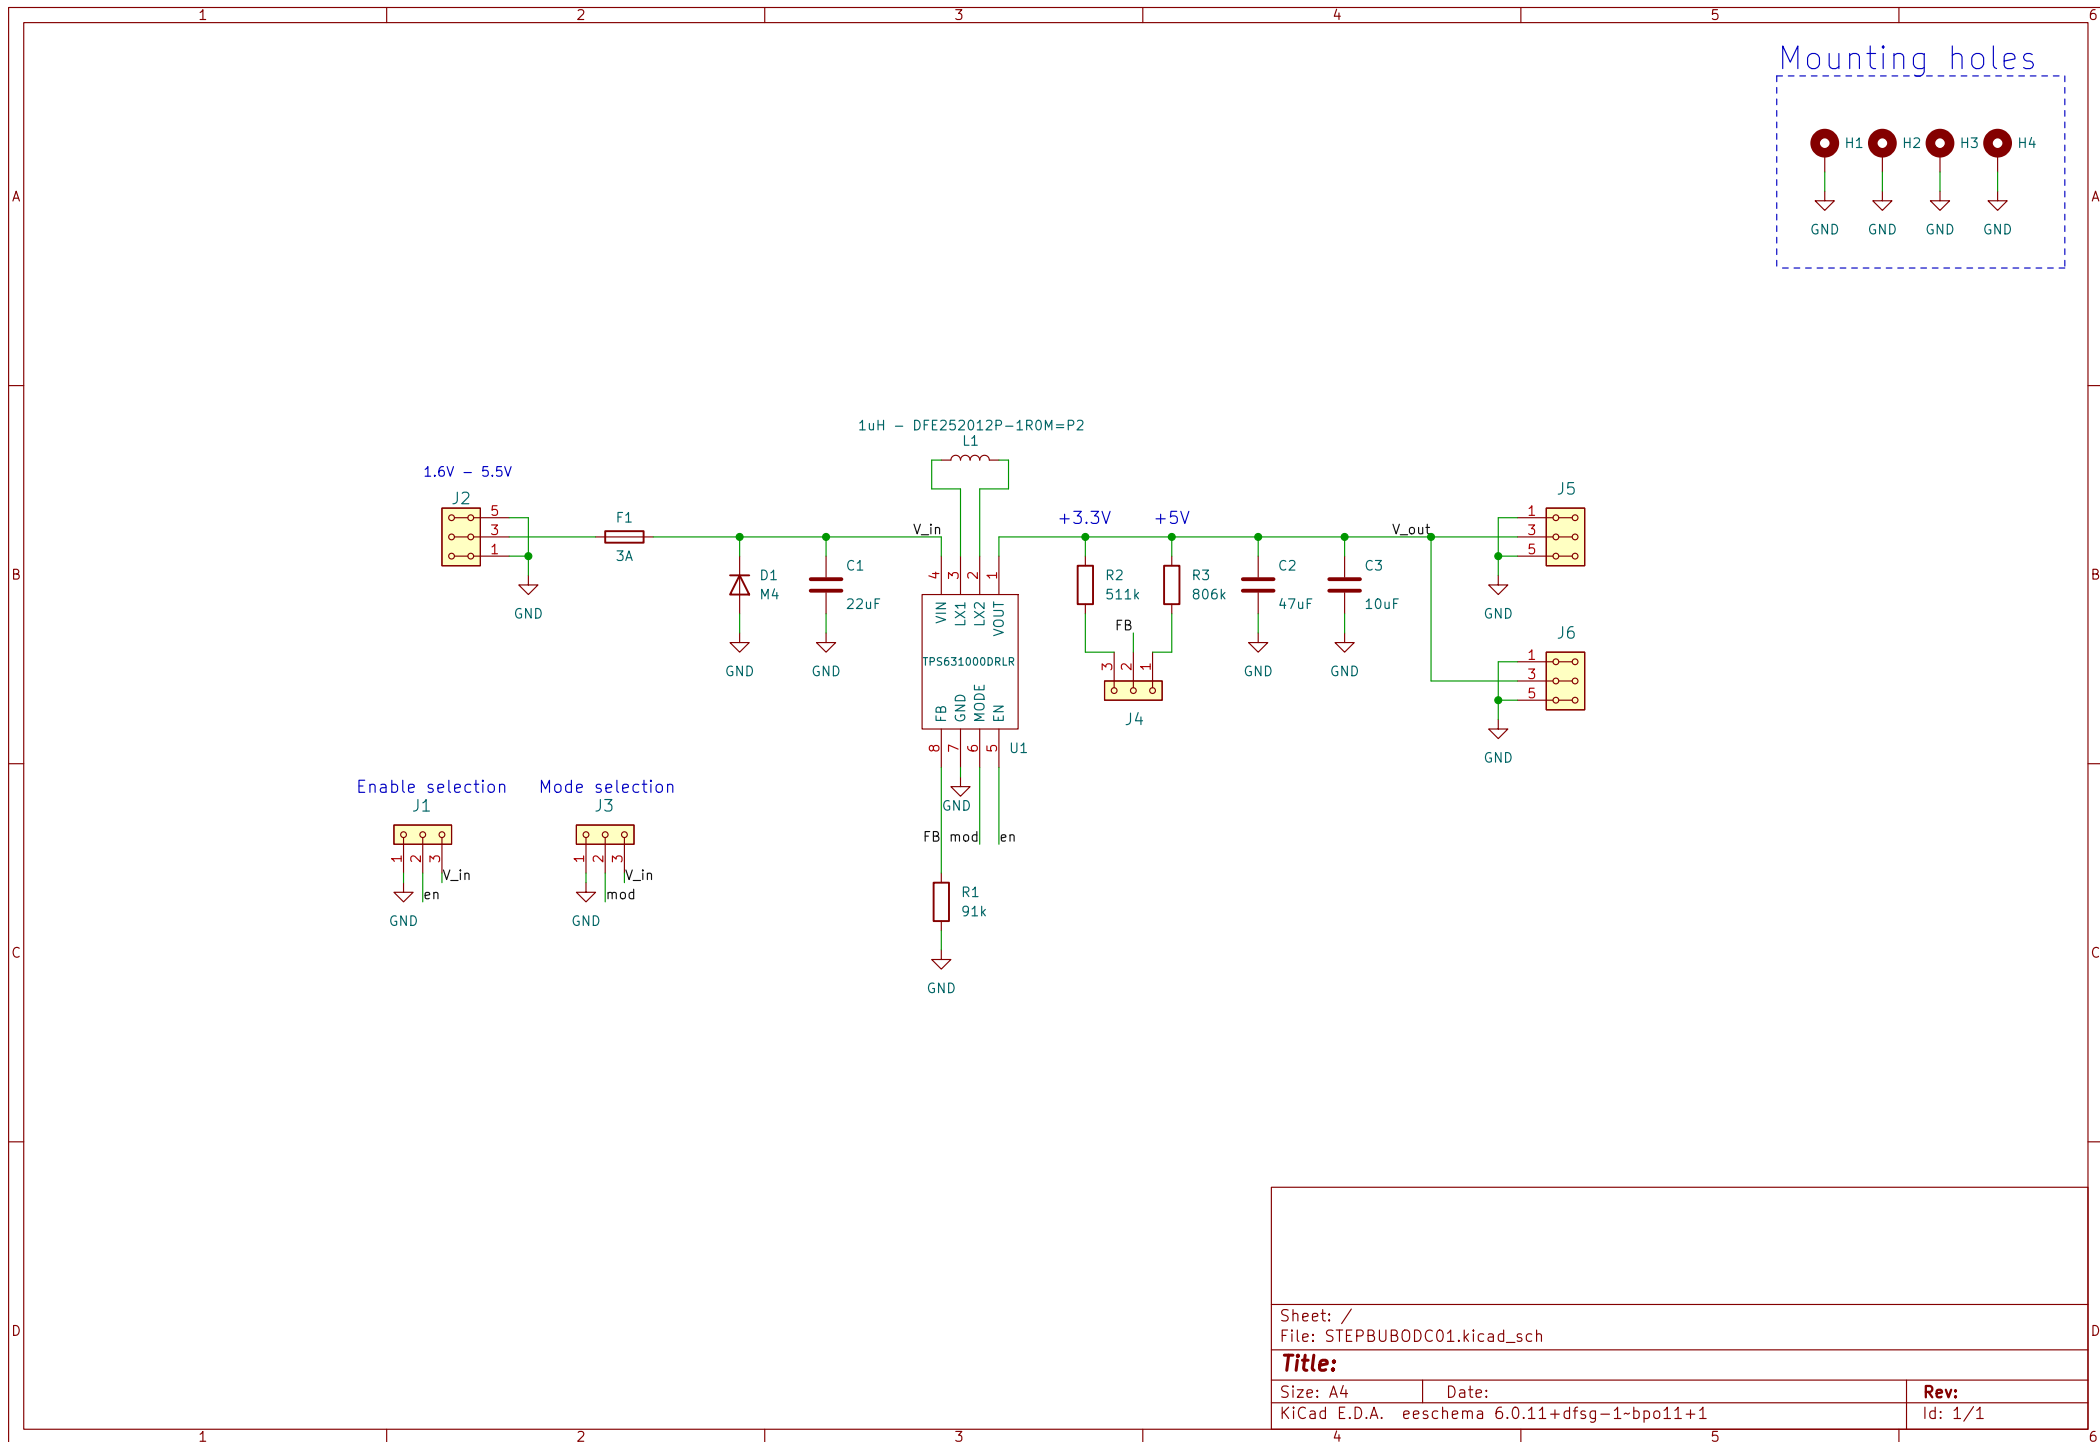 1 2 3 4 5 6
Mounting holes
H1 H2 H3 H4
A A
GND GND GND GND
1uH - DFE252012P-1R0M=P2
L1
1.6V - 5.5V
J2
5
3
1
GND
F1
3A
V_in
D1
M4
GND
C1
22uF
GND
4 3 2 1
VIN LX1 LX2 VOUT
TPS631000DRLR
FB GND MODE EN
8 7 6 5
U1
GND
FB mod en
R1
91k
GND
+3.3V +5V
R2
511k
R3
806k
FB
3 2 1
J4
C2
47uF
GND
C3
10uF
GND
V_out
J5
1
3
5
GND
J6
1
3
5
GND
B B
Enable selection
J1
1 2 3
V_in
en
GND
Mode selection
J3
1 2 3
V_in
mod
GND
C C
D D
Sheet: /
File: STEPBUBODC01.kicad_sch
Title:
Size: A4 Date: Rev:
KiCad E.D.A. eeschema 6.0.11+dfsg-1~bpo11+1 Id: 1/1
1 2 3 4 5 6